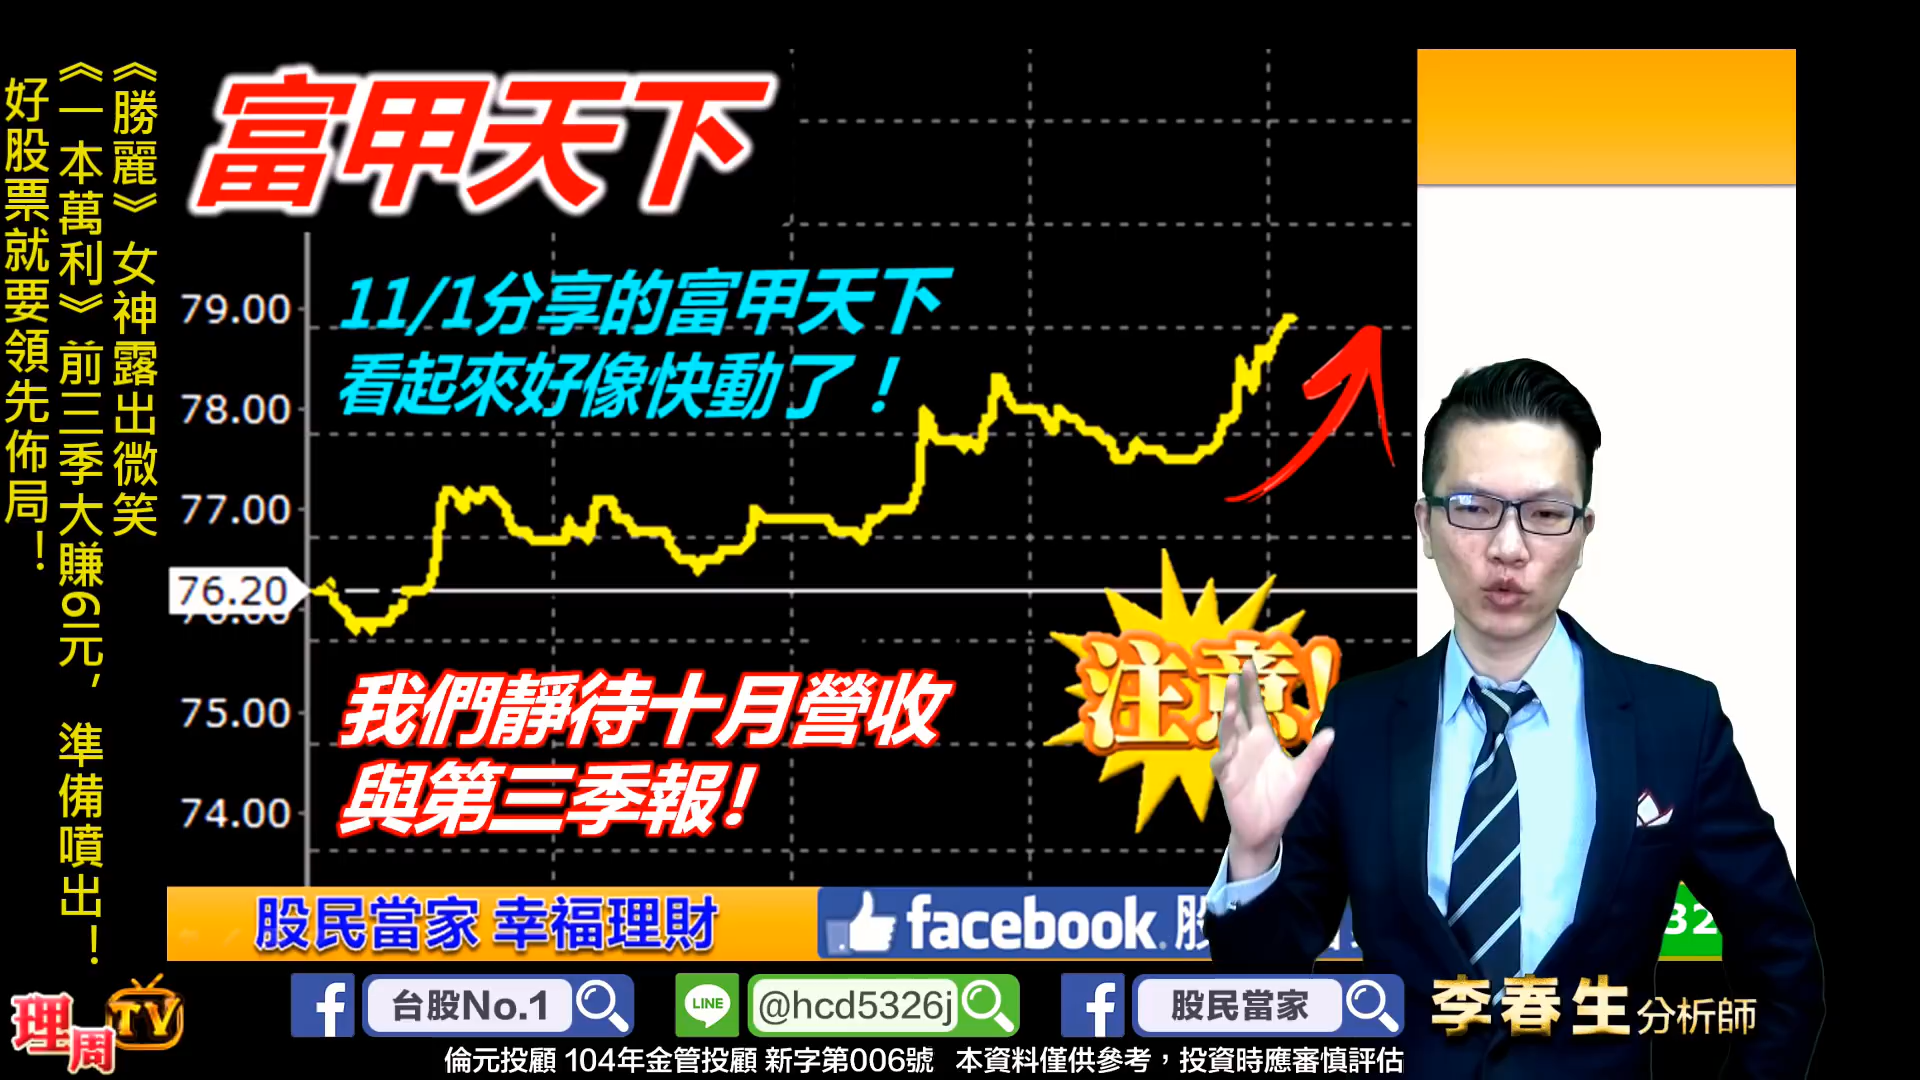 《勝麗》女神露出微笑
《一本萬利》前三季大賺9元，準備噴出！
好股票就要領先佈局！
富甲天下
11/1分享的富甲天下
看起來好像快動了！
79.00
78.00
77.00
76.20
75.00
74.00
我們靜待十月營收
與第三季報！
注意！
股民當家 幸福理財
facebook
32
理周TV
台股No.1
LINE
@hcd5326j
股民當家
李春生分析師
倫元投顧 104年金管投顧 新字第006號 本資料僅供參考，投資時應審慎評估